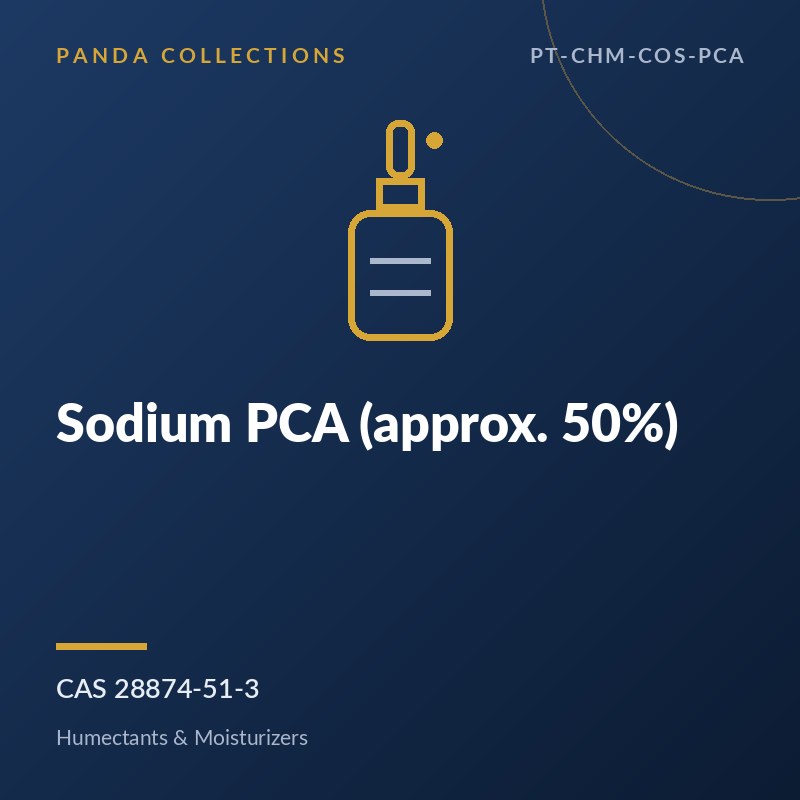 PANDA COLLECTIONS
PT-CHM-COS-PCA
Sodium PCA (approx. 50%)
CAS 28874-51-3
Humectants & Moisturizers